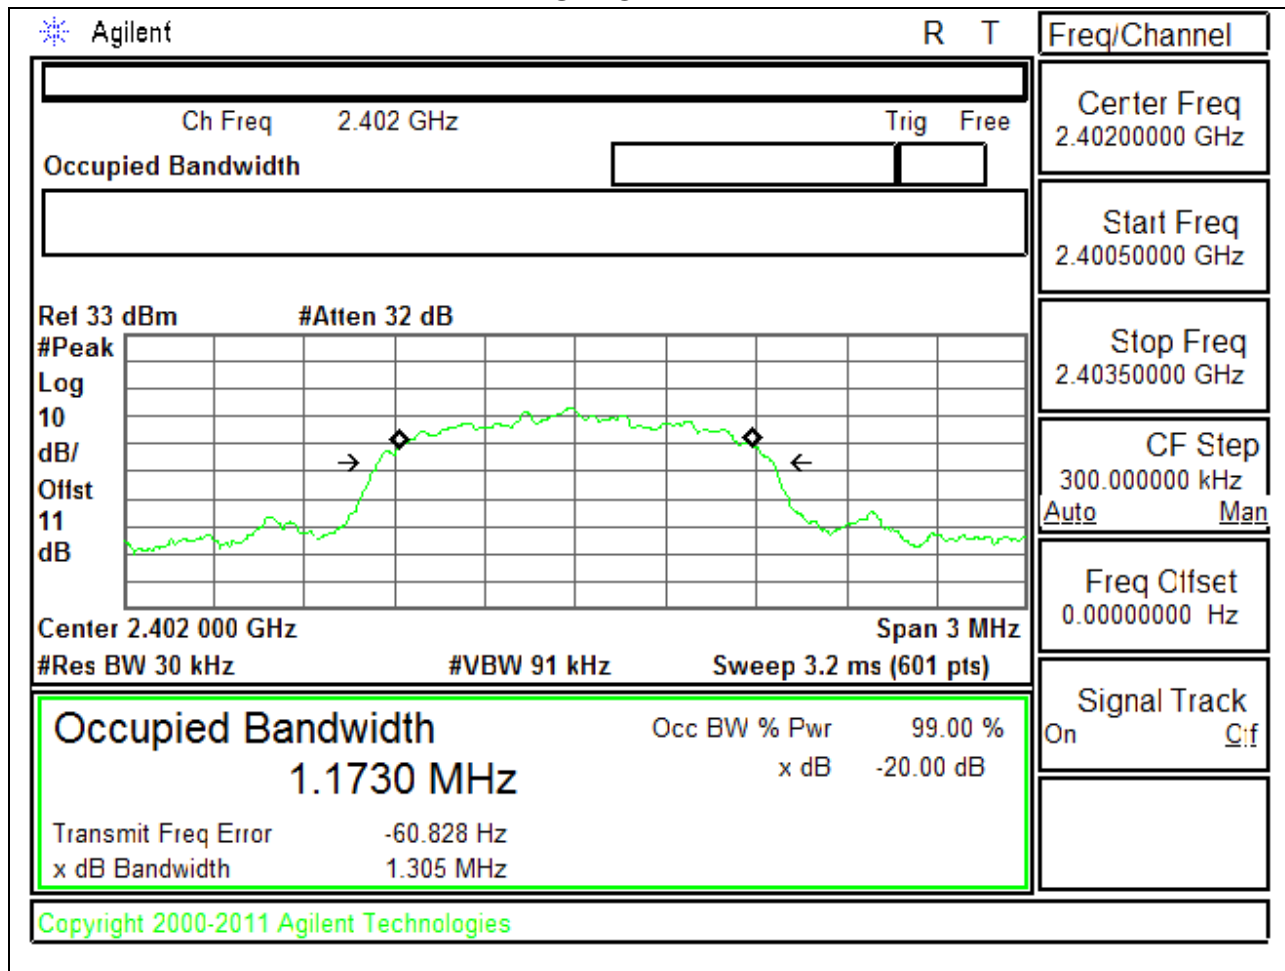 Agilent R T
Freq/Channel
Ch Freq 2.402 GHz Trig Free
Occupied Bandwidth
Center Freq
2.40200000 GHz
Start Freq
2.40050000 GHz
Stop Freq
2.40350000 GHz
CF Step
300.000000 kHz
Auto Man
Freq Offset
0.00000000 Hz
Signal Track
On Off
Ref 33 dBm #Atten 32 dB
#Peak
Log
10
dB/
Offst
11
dB
Center 2.402 000 GHz Span 3 MHz
#Res BW 30 kHz #VBW 91 kHz Sweep 3.2 ms (601 pts)
Occupied Bandwidth
1.1730 MHz
Occ BW % Pwr 99.00 %
x dB -20.00 dB
Transmit Freq Error -60.828 Hz
x dB Bandwidth 1.305 MHz
Copyright 2000-2011 Agilent Technologies